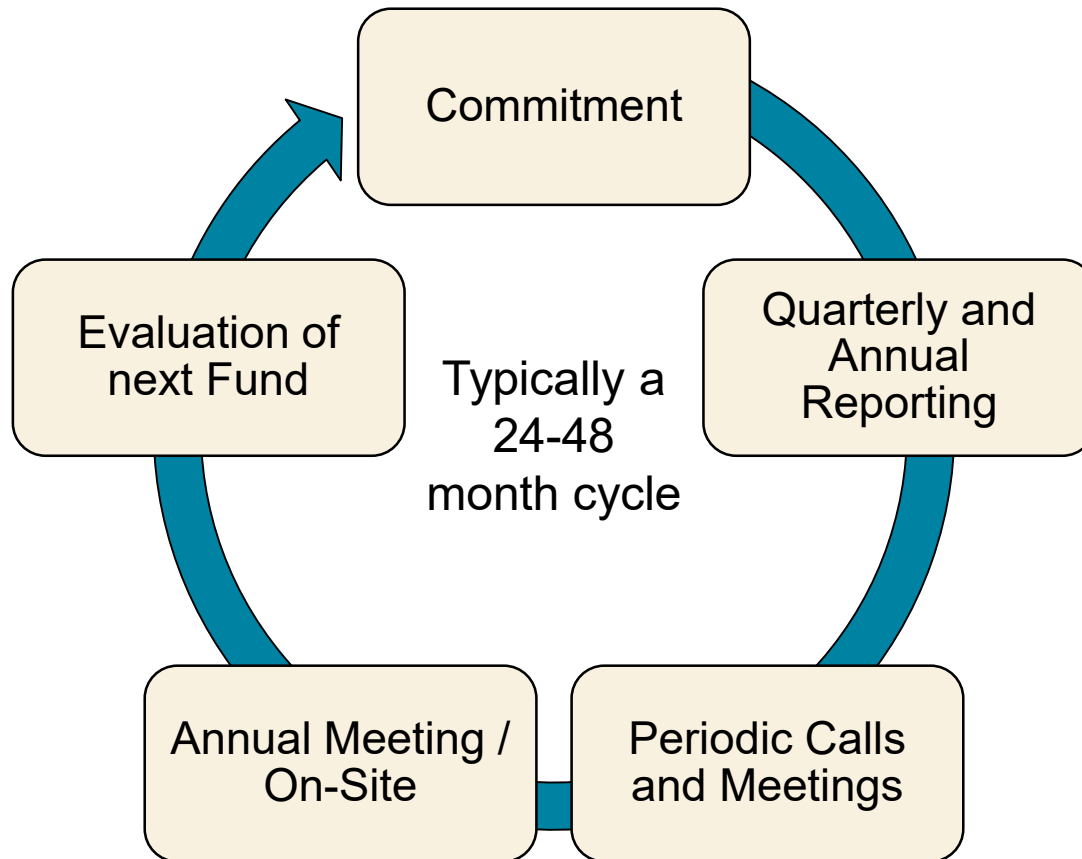 Commitment
Quarterly and
Annual
Reporting
Periodic Calls
and Meetings
Annual Meeting /
On-Site
Evaluation of
next Fund
Typically a
24-48
month cycle